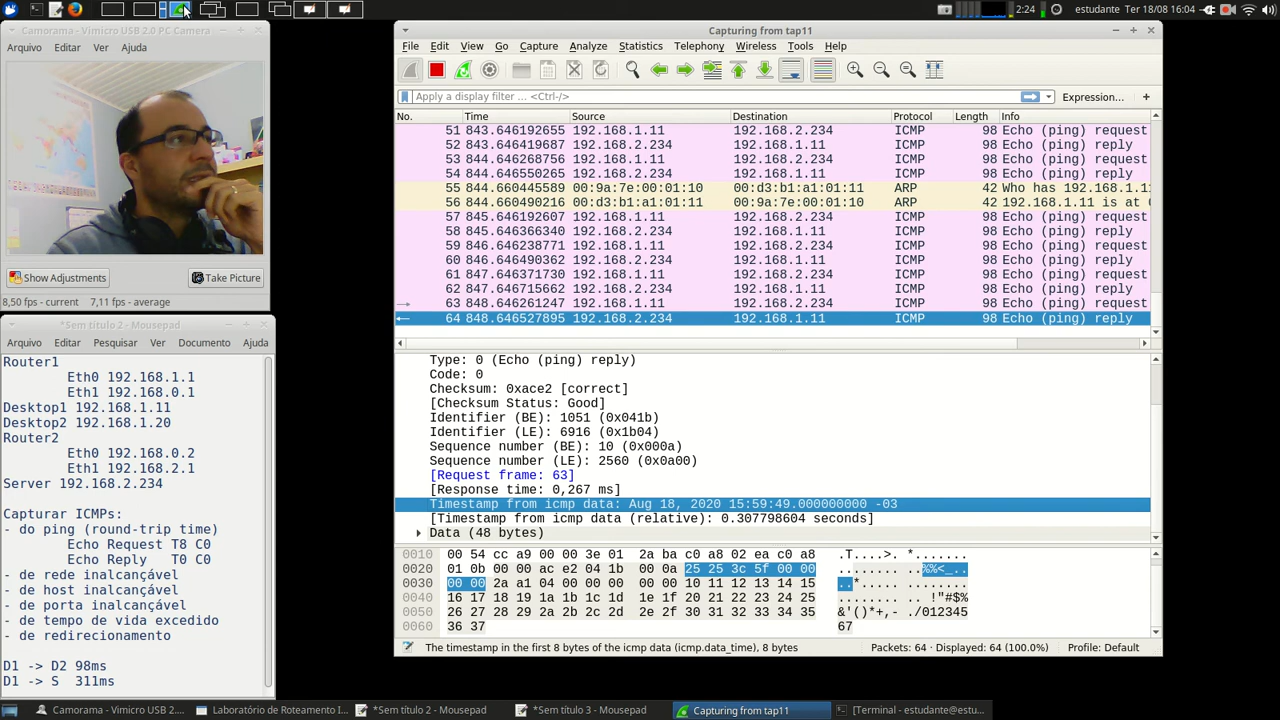 2:24
estudante Ter 18/08 16:04
Camorama - Vimicro USB 2.0 PC Camera
Arquivo Editar Ver Ajuda
Show Adjustments
Take Picture
8,50 fps - current 7,11 fps - average
*Sem título 2 - Mousepad
Arquivo Editar Pesquisar Ver Documento Ajuda
Router1
Eth0 192.168.1.1
Eth1 192.168.0.1
Desktop1 192.168.1.11
Desktop2 192.168.1.20
Router2
Eth0 192.168.0.2
Eth1 192.168.2.1
Server 192.168.2.234
Capturar ICMPs:
- do ping (round-trip time)
Echo Request T8 C0
Echo Reply T0 C0
- de rede inalcançável
- de host inalcançável
- de porta inalcançável
- de tempo de vida excedido
- de redirecionamento
D1 -> D2 98ms
D1 -> S 311ms
Capturing from tap11
File Edit View Go Capture Analyze Statistics Telephony Wireless Tools Help
Apply a display filter ... <Ctrl-/>
Expression...
+
No. Time Source Destination Protocol Length Info
51 843.646192655 192.168.1.11 192.168.2.234 ICMP 98 Echo (ping) request
52 843.646419687 192.168.2.234 192.168.1.11 ICMP 98 Echo (ping) reply
53 844.646268756 192.168.1.11 192.168.2.234 ICMP 98 Echo (ping) request
54 844.646550265 192.168.2.234 192.168.1.11 ICMP 98 Echo (ping) reply
55 844.660445589 00:9a:7e:00:01:10 00:d3:b1:a1:01:11 ARP 42 Who has 192.168.1.1
56 844.660490216 00:d3:b1:a1:01:11 00:9a:7e:00:01:10 ARP 42 192.168.1.11 is at
57 845.646192607 192.168.1.11 192.168.2.234 ICMP 98 Echo (ping) request
58 845.646366340 192.168.2.234 192.168.1.11 ICMP 98 Echo (ping) reply
59 846.646238771 192.168.1.11 192.168.2.234 ICMP 98 Echo (ping) request
60 846.646490362 192.168.2.234 192.168.1.11 ICMP 98 Echo (ping) reply
61 847.646371730 192.168.1.11 192.168.2.234 ICMP 98 Echo (ping) request
62 847.646715662 192.168.2.234 192.168.1.11 ICMP 98 Echo (ping) reply
63 848.646261247 192.168.1.11 192.168.2.234 ICMP 98 Echo (ping) request
64 848.646527895 192.168.2.234 192.168.1.11 ICMP 98 Echo (ping) reply
Type: 0 (Echo (ping) reply)
Code: 0
Checksum: 0xace2 [correct]
[Checksum Status: Good]
Identifier (BE): 1051 (0x041b)
Identifier (LE): 6916 (0x1b04)
Sequence number (BE): 10 (0x000a)
Sequence number (LE): 2560 (0x0a00)
[Request frame: 63]
[Response time: 0,267 ms]
Timestamp from icmp data: Aug 18, 2020 15:59:49.000000000 -03
[Timestamp from icmp data (relative): 0.307798604 seconds]
Data (48 bytes)
0010 00 54 cc a9 00 00 3e 01 2a ba c0 a8 02 ea c0 a8 .T....>. *.......
0020 01 0b 00 00 ac e2 04 1b 00 0a 25 25 3c 5f 00 00 ........ ..%%<_..
0030 00 00 2a a1 04 00 00 00 00 00 10 11 12 13 14 15 ..*..... ........
0040 16 17 18 19 1a 1b 1c 1d 1e 1f 20 21 22 23 24 25 ........ .. !"#$%
0050 26 27 28 29 2a 2b 2c 2d 2e 2f 30 31 32 33 34 35 &'()*+,- ./012345
0060 36 37 67
The timestamp in the first 8 bytes of the icmp data (icmp.data_time), 8 bytes
Packets: 64 · Displayed: 64 (100.0%)
Profile: Default
Camorama - Vimicro USB 2....
Laboratório de Roteamento I...
*Sem título 2 - Mousepad
*Sem título 3 - Mousepad
Capturing from tap11
[Terminal - estudante@estu...